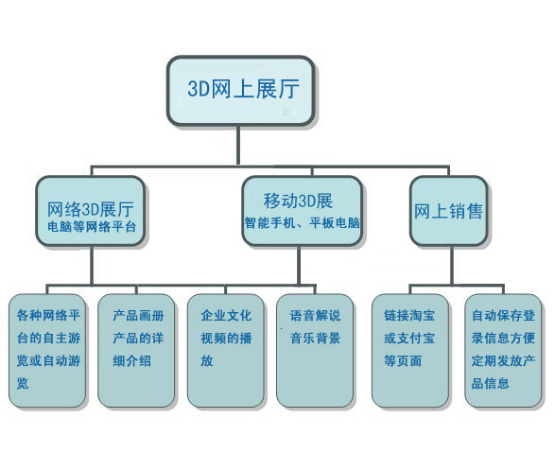 3D网上展厅
网络3D展厅
电脑等网络平台
移动3D展
智能手机、平板电脑
网上销售
各种网络平
台的自主游
览或自动游
览
产品画册
产品的详
细介绍
企业文化
视频的播
放
语音解说
音乐背景
链接淘宝
或支付宝
等页面
自动保存登
录信息方便
定期发放产
品信息